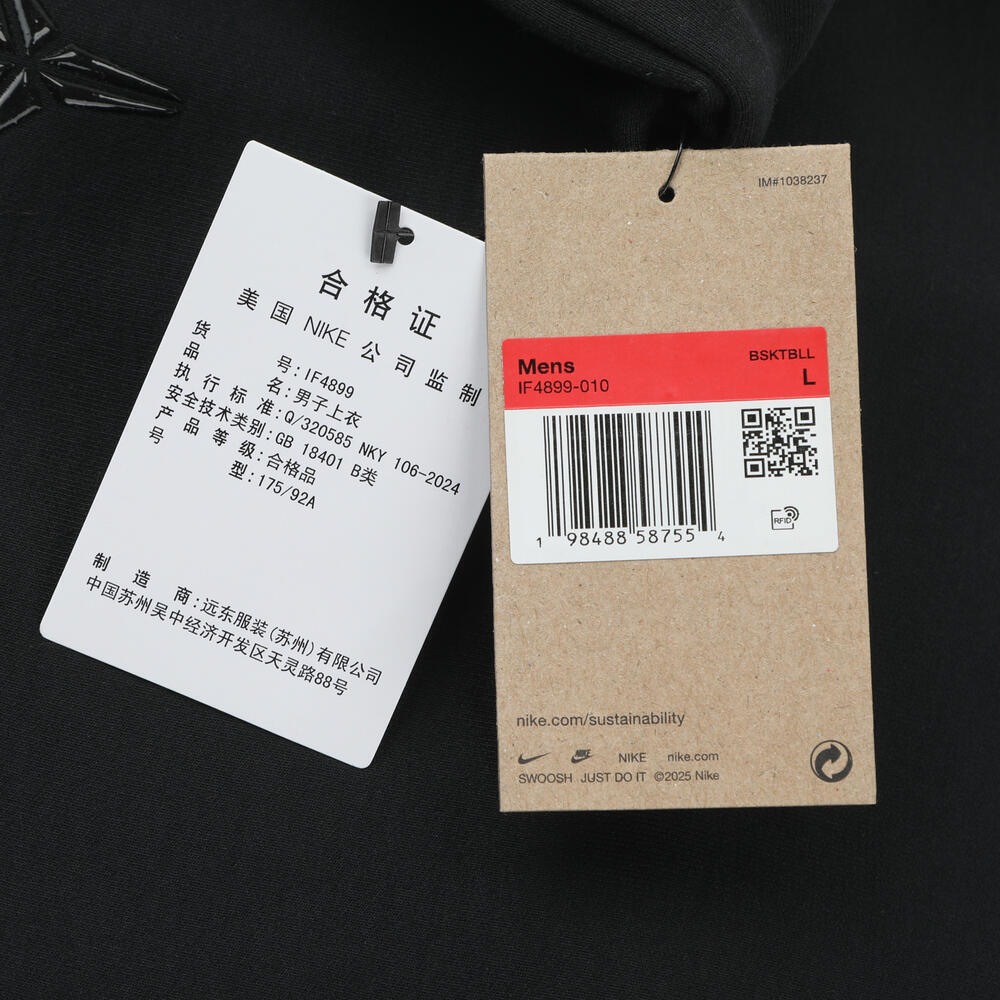 合格证
美国 NIKE 公司监制
货号:IF4899
品名:男子上衣
执行标准:Q/320585 NKY 106-2024
安全技术类别:GB 18401 B类
产品等级:合格品
号型:175/92A
制造商:远东服装(苏州)有限公司
中国苏州吴中经济开发区天灵路88号
IM#1038237
Mens
BSKTBLL
IF4899-010
L
RFID
1 98488 58755 4
nike.com/sustainability
NIKE NIKE nike.com
SWOOSH JUST DO IT ©2025 Nike